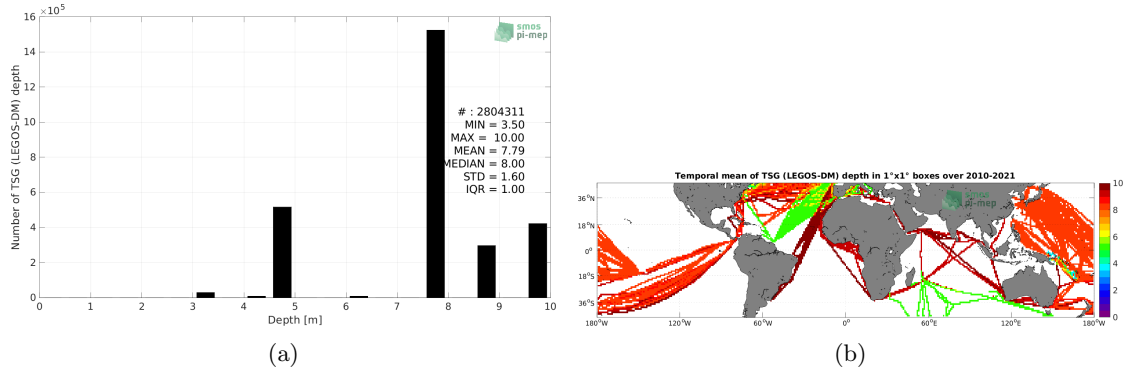 16 ×10^5
smos
pi-mep
14
12
10
8
6
4
2
0
Number of TSG (LEGOS-DM) depth
# : 2804311
MIN = 3.50
MAX = 10.00
MEAN = 7.79
MEDIAN = 8.00
STD = 1.60
IQR = 1.00
0 1 2 3 4 5 6 7 8 9 10
Depth [m]
(a)
Temporal mean of TSG (LEGOS-DM) depth in 1°x1° boxes over 2010-2021
smos
pi-mep
36°N
18°N
0°
18°S
36°S
180°W 120°W 60°W 0° 60°E 120°E 180°W
10
8
6
4
2
0
(b)